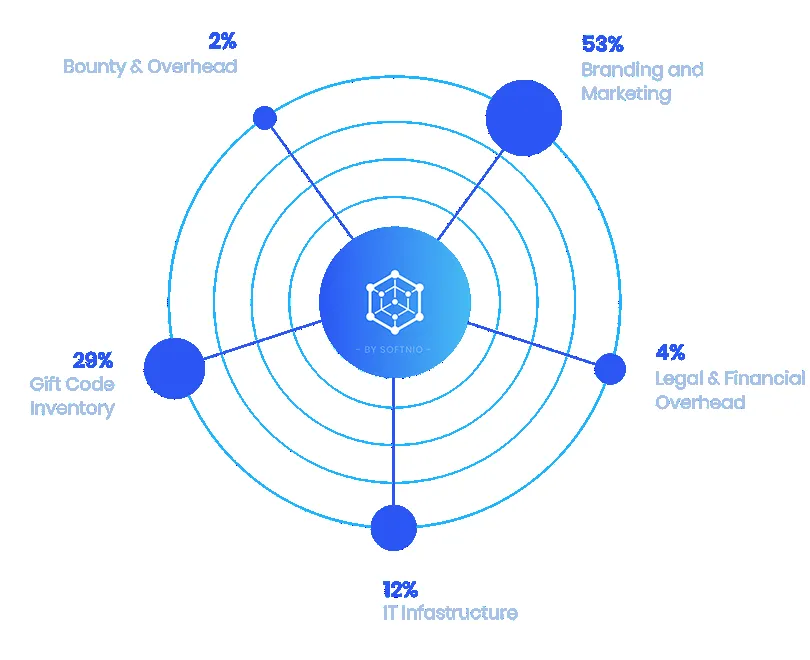 2%
Bounty & Overhead
53%
Branding and
Marketing
29%
Gift Code
Inventory
– BY SOFTNIO –
4%
Legal & Financial
Overhead
12%
IT Infastructure